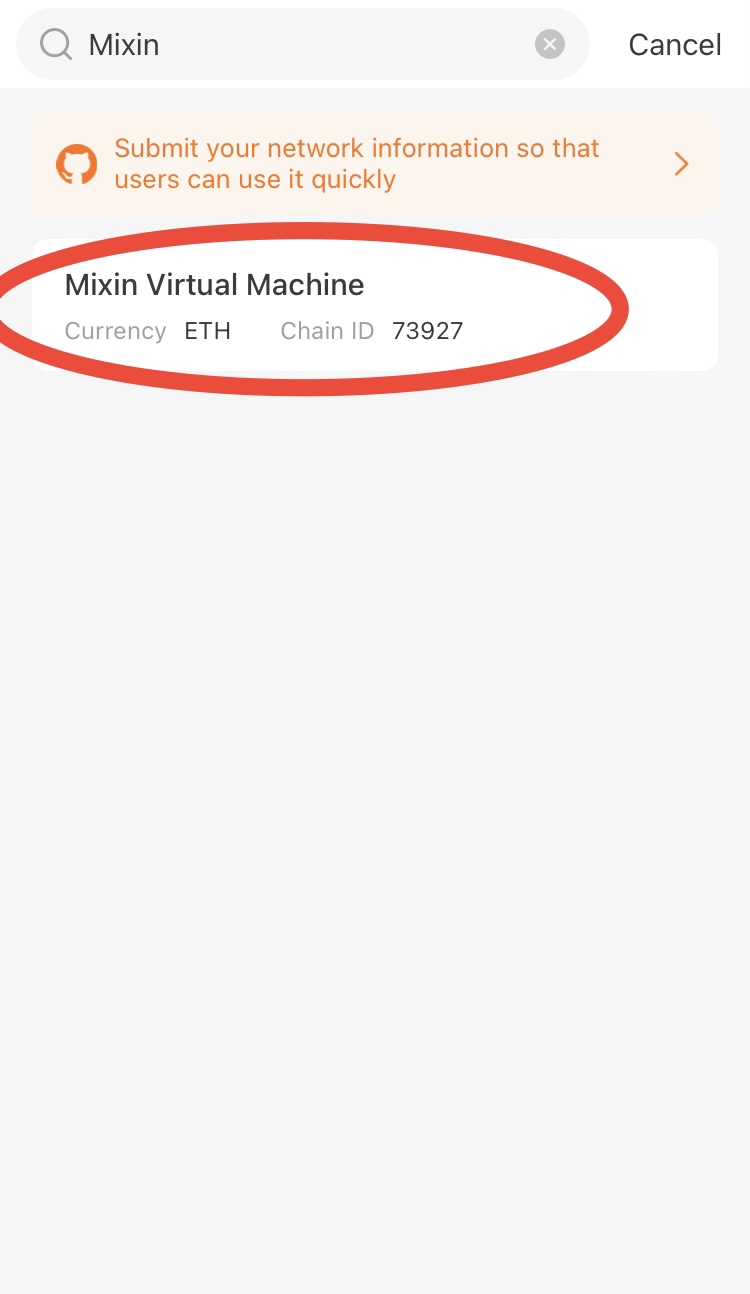 Mixin
Cancel
Submit your network information so that
users can use it quickly
Mixin Virtual Machine
Currency ETH Chain ID 73927